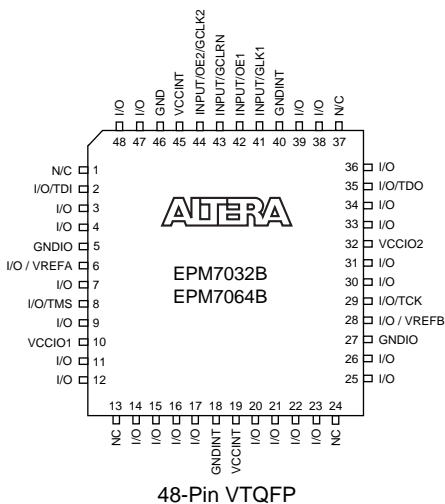 I/O I/O GND VCCINT INPUT/OE2/GCLK2 INPUT/GCLRN INPUT/OE1 INPUT/GLK1 GNDINT I/O I/O N/C
48 47 46 45 44 43 42 41 40 39 38 37
N/C 1
I/O/TDI 2
I/O 3
I/O 4
GNDIO 5
I/O / VREFA 6
I/O 7
I/O/TMS 8
I/O 9
VCCIO1 10
I/O 11
I/O 12
ALTERA
EPM7032B
EPM7064B
36 I/O
35 I/O/TDO
34 I/O
33 I/O
32 VCCIO2
31 I/O
30 I/O
29 I/O/TCK
28 I/O / VREFB
27 GNDIO
26 I/O
25 I/O
13 14 15 16 17 18 19 20 21 22 23 24
NC I/O I/O I/O I/O GNDINT VCCINT I/O I/O I/O I/O NC
48-Pin VTQFP